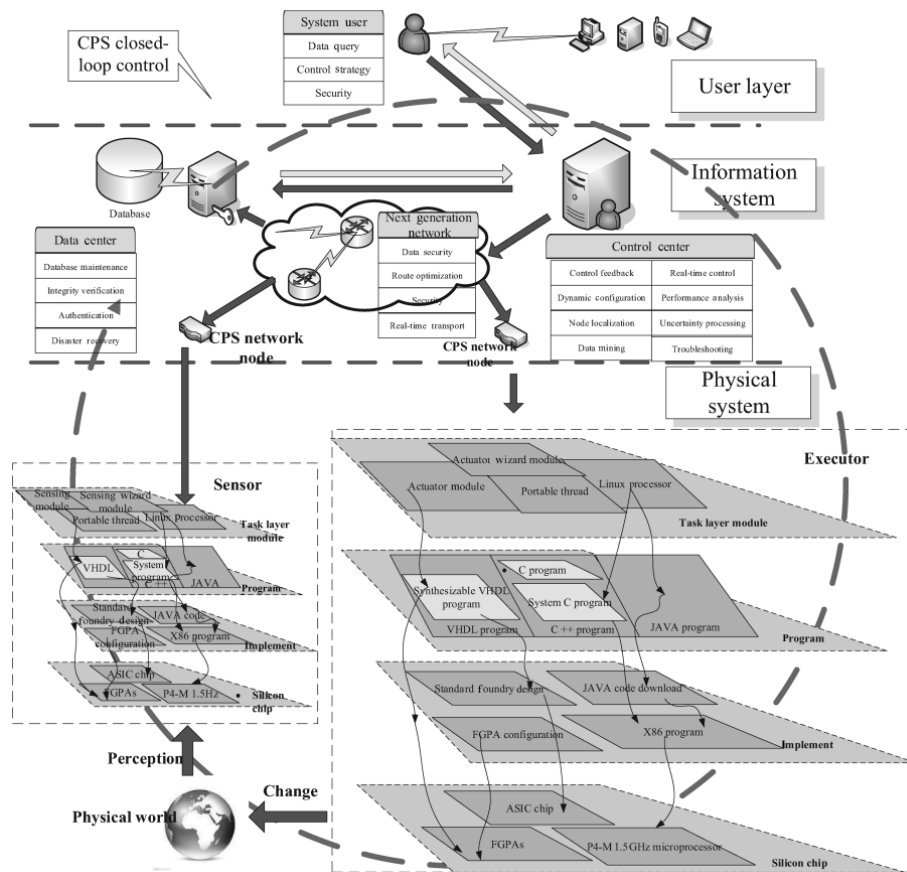 CPS closed-
loop control
System user
Data query
Control strategy
Security
User layer
Information
system
Database
Data center
Database maintenance
Integrity verification
Authentication
Disaster recovery
Next generation
network
Data security
Route optimization
Security
Real-time transport
Control center
Control feedback
Real-time control
Dynamic configuration
Performance analysis
Node localization
Uncertainty processing
Data mining
Troubleshooting
CPS network
node
CPS network
node
Physical
system
Sensor
Sensing
module
Sensing wizard
module
Portable thread
Linux processor
Task layer
module
VHDL
C
System
program
C ++
JAVA
Program
Standard
foundry design
JAVA code
FGPA
configuration
X86 program
Implement
ASIC chip
GPAs
P4-M 1.5Hz
Silicon
chip
Perception
Physical world
Change
Executor
Actuator wizard module
Actuator module
Portable thread
Linux processor
Task layer module
C program
Synthesizable VHDL
program
System C program
VHDL program
C ++ program
JAVA program
Program
Standard foundry design
JAVA code download
FGPA configuration
X86 program
Implement
ASIC chip
FGPAs
P4-M 1.5GHz microprocessor
Silicon chip